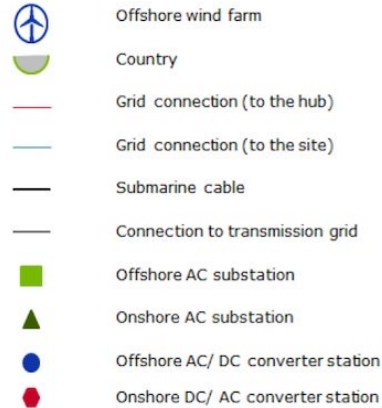 Offshore wind farm
Country
Grid connection (to the hub)
Grid connection (to the site)
Submarine cable
Connection to transmission grid
Offshore AC substation
Onshore AC substation
Offshore AC/ DC converter station
Onshore DC/ AC converter station